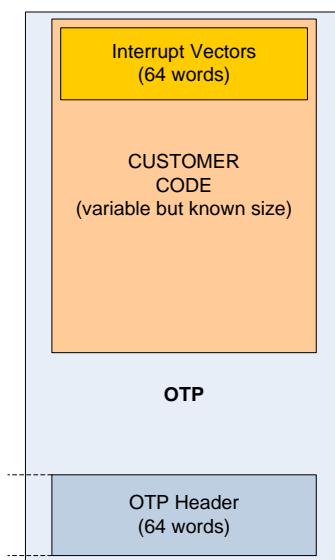 Interrupt Vectors
(64 words)
CUSTOMER
CODE
(variable but known size)
OTP
OTP Header
(64 words)